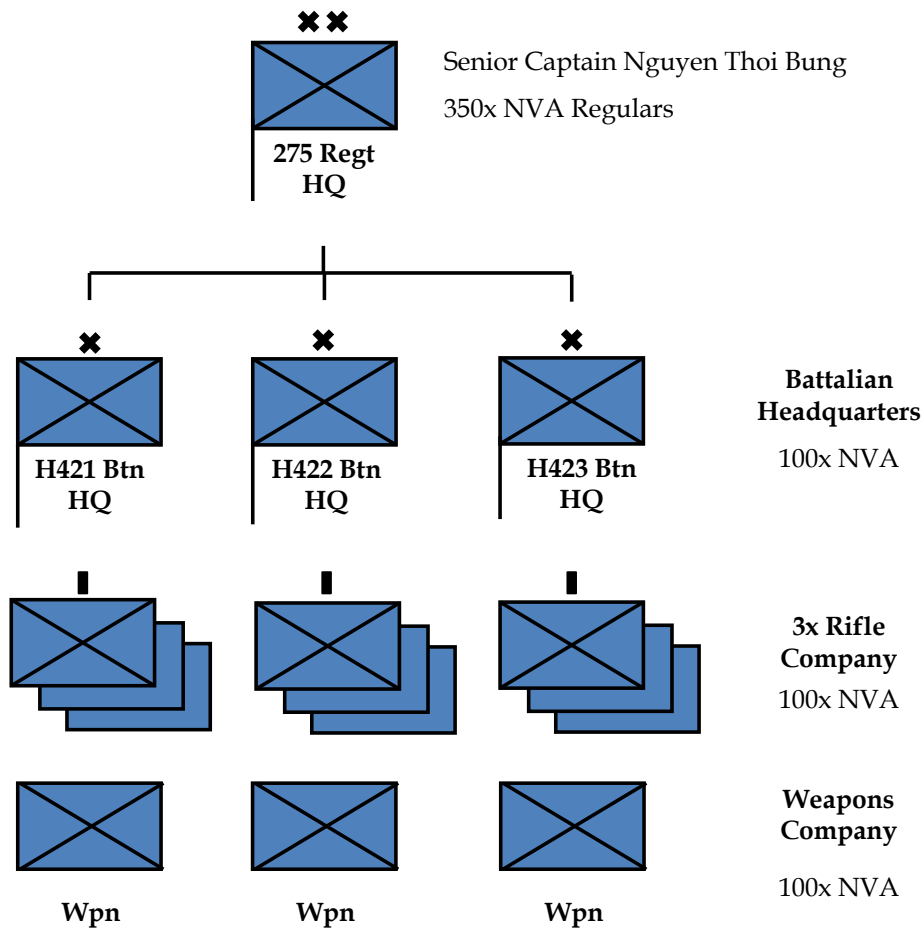 Senior Captain Nguyen Thoi Bung
350x NVA Regulars
275 Regt
HQ
H421 Btn
HQ
H422 Btn
HQ
H423 Btn
HQ
Battalian
Headquarters
100x NVA
3x Rifle
Company
100x NVA
Weapons
Company
100x NVA
Wpn
Wpn
Wpn